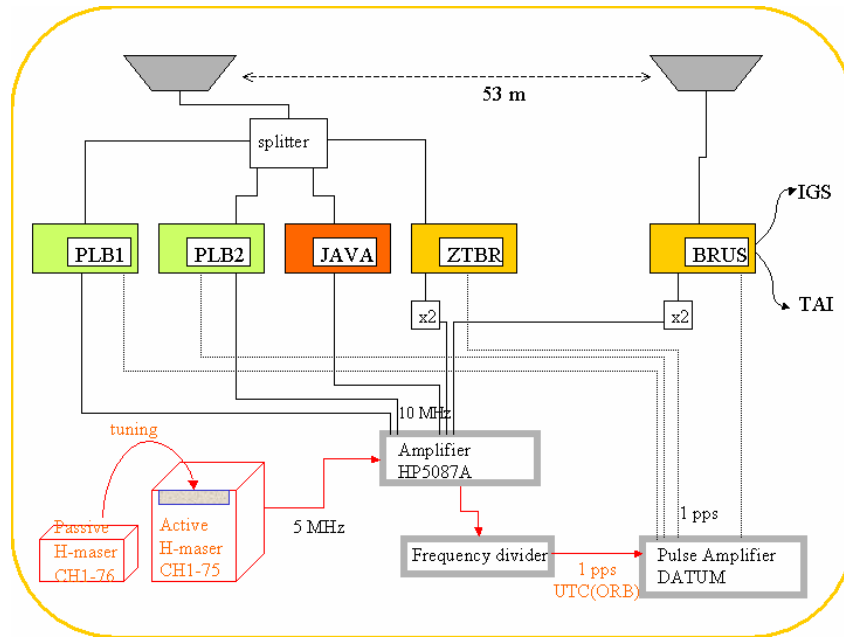 53 m
splitter
IGS
PLB1
PLB2
JAVA
ZTBR
BRUS
TAI
x2
x2
10 MHz
tuning
Amplifier
HP5087A
Passive
H-maser
CH1-76
Active
H-maser
CH1-75
5 MHz
1 pps
Frequency divider
1 pps
UTC(ORB)
Pulse Amplifier
DATUM